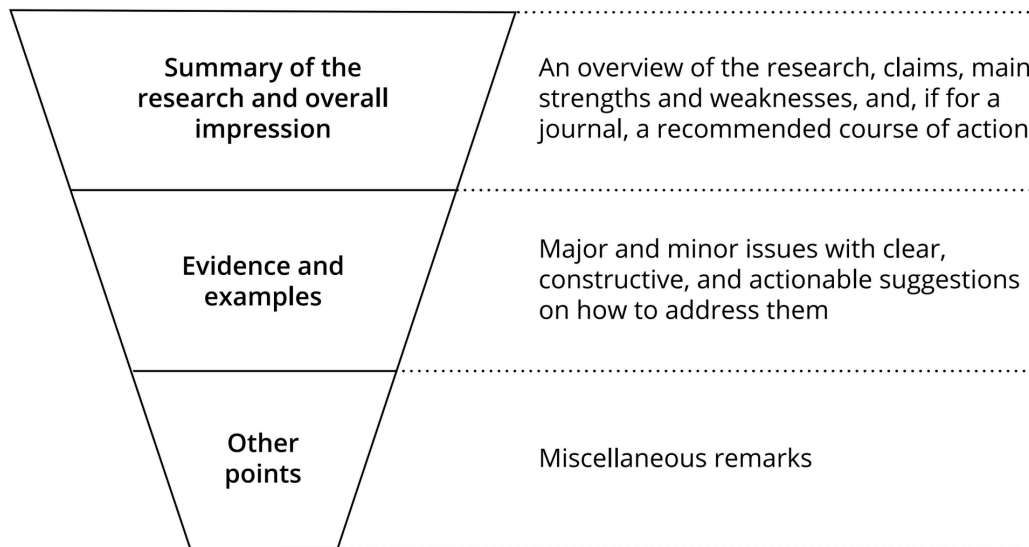 Summary of the
research and overall
impression
An overview of the research, claims, main
strengths and weaknesses, and, if for a
journal, a recommended course of action
Evidence and
examples
Major and minor issues with clear,
constructive, and actionable suggestions
on how to address them
Other
points
Miscellaneous remarks